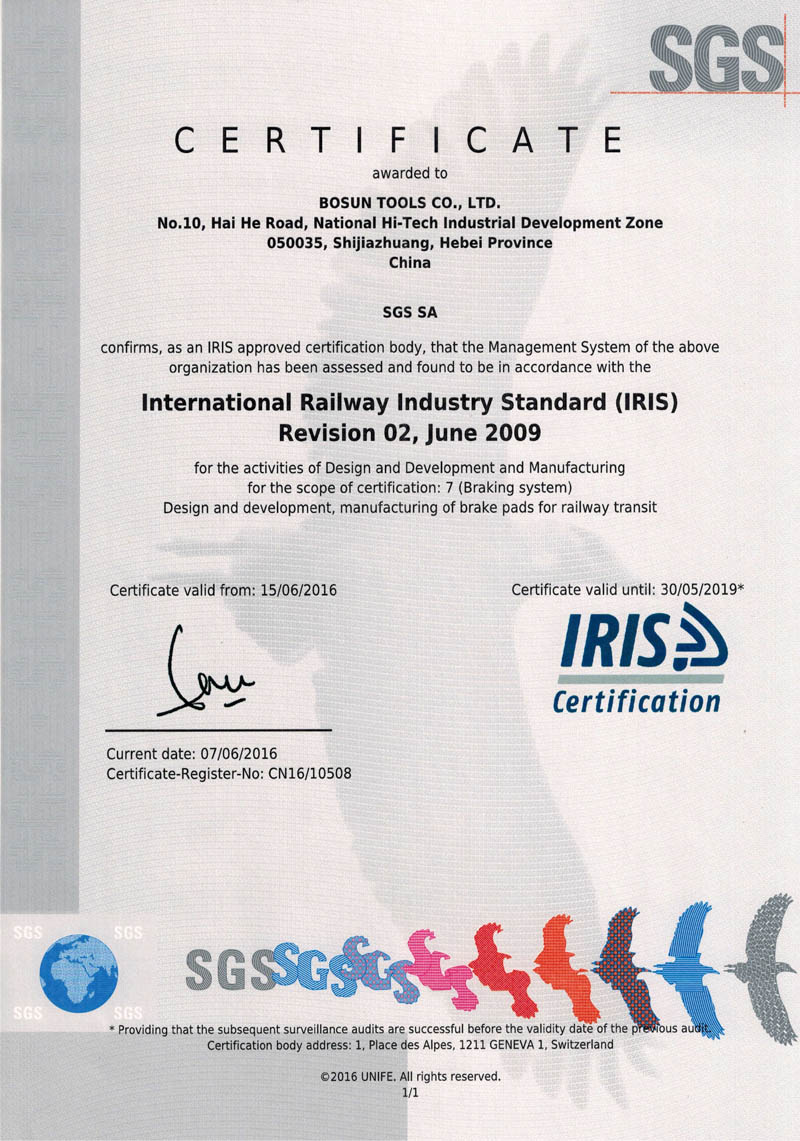 SGS
CERTIFICATE
awarded to
BOSUN TOOLS CO., LTD.
No.10, Hai He Road, National Hi-Tech Industrial Development Zone
050035, Shijiazhuang, Hebei Province
China
SGS SA
confirms, as an IRIS approved certification body, that the Management System of the above
organization has been assessed and found to be in accordance with the
International Railway Industry Standard (IRIS)
Revision 02, June 2009
for the activities of Design and Development and Manufacturing
for the scope of certification: 7 (Braking system)
Design and development, manufacturing of brake pads for railway transit
Certificate valid from: 15/06/2016
Certificate valid until: 30/05/2019*
IRIS
Certification
Current date: 07/06/2016
Certificate-Register-No: CN16/10508
SGS SGS
SGS SGS SGS
SGS SGS
* Providing that the subsequent surveillance audits are successful before the validity date of the previous audit.
Certification body address: 1, Place des Alpes, 1211 GENEVA 1, Switzerland
©2016 UNIFE. All rights reserved.
1/1